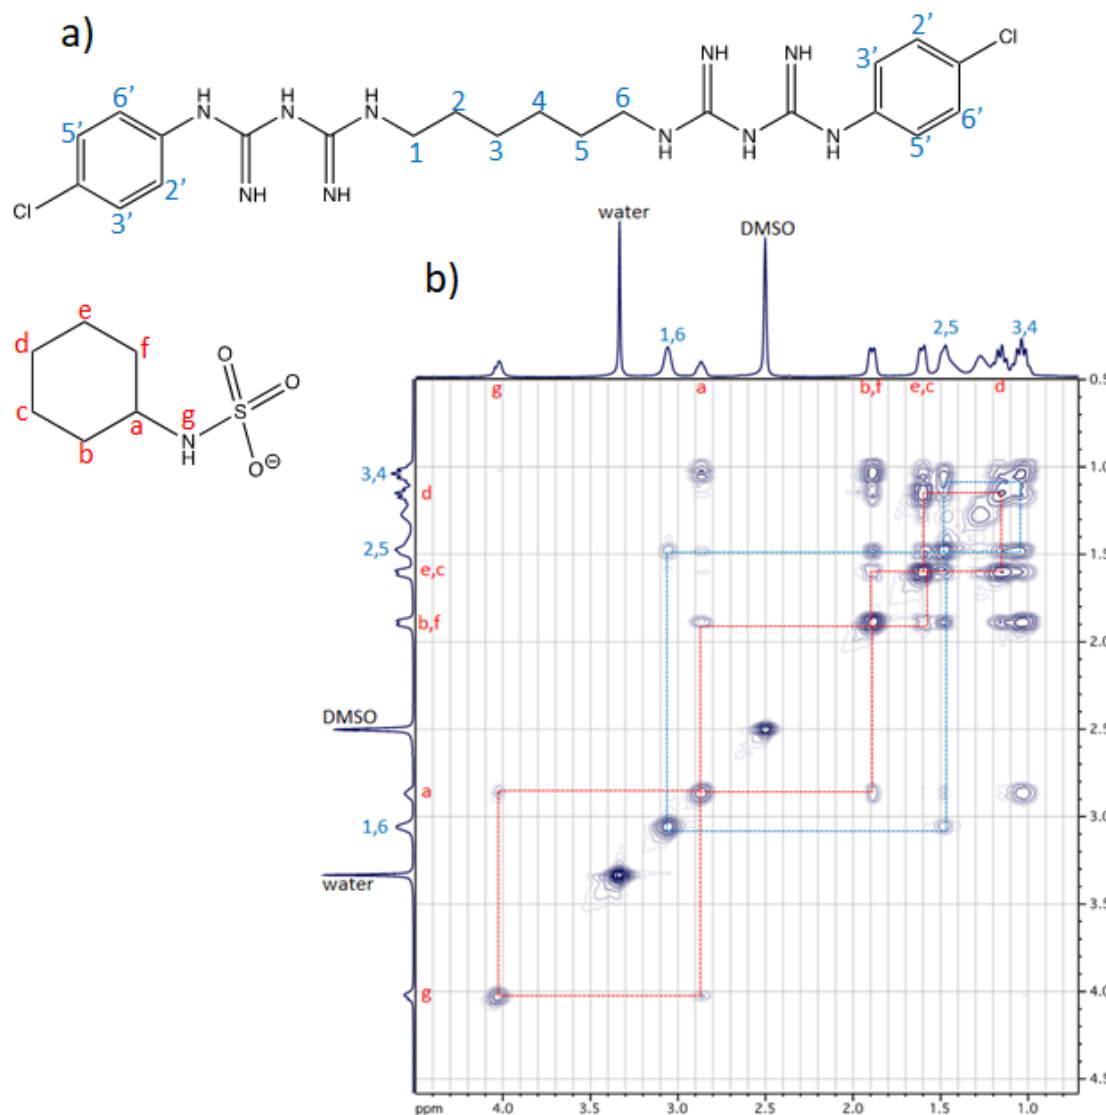 a)
H
N
H
N
H
N
NH
NH
NH
NH
N
H
N
H
N
H
Cl
Cl
6’
5’
2’
3’
1
2
3
4
5
6
3’
2’
6’
5’
e
d
f
c
a
b
g
N
H
S
O
O
O
⊖
b)
water
DMSO
1,6
2,5
3,4
g
a
b,f
e,c
d
3,4
d
2,5
e,c
b,f
DMSO
a
1,6
water
g
0.5
1.0
1.5
2.0
2.5
3.0
3.5
4.0
4.5
ppm 4.0 3.5 3.0 2.5 2.0 1.5 1.0